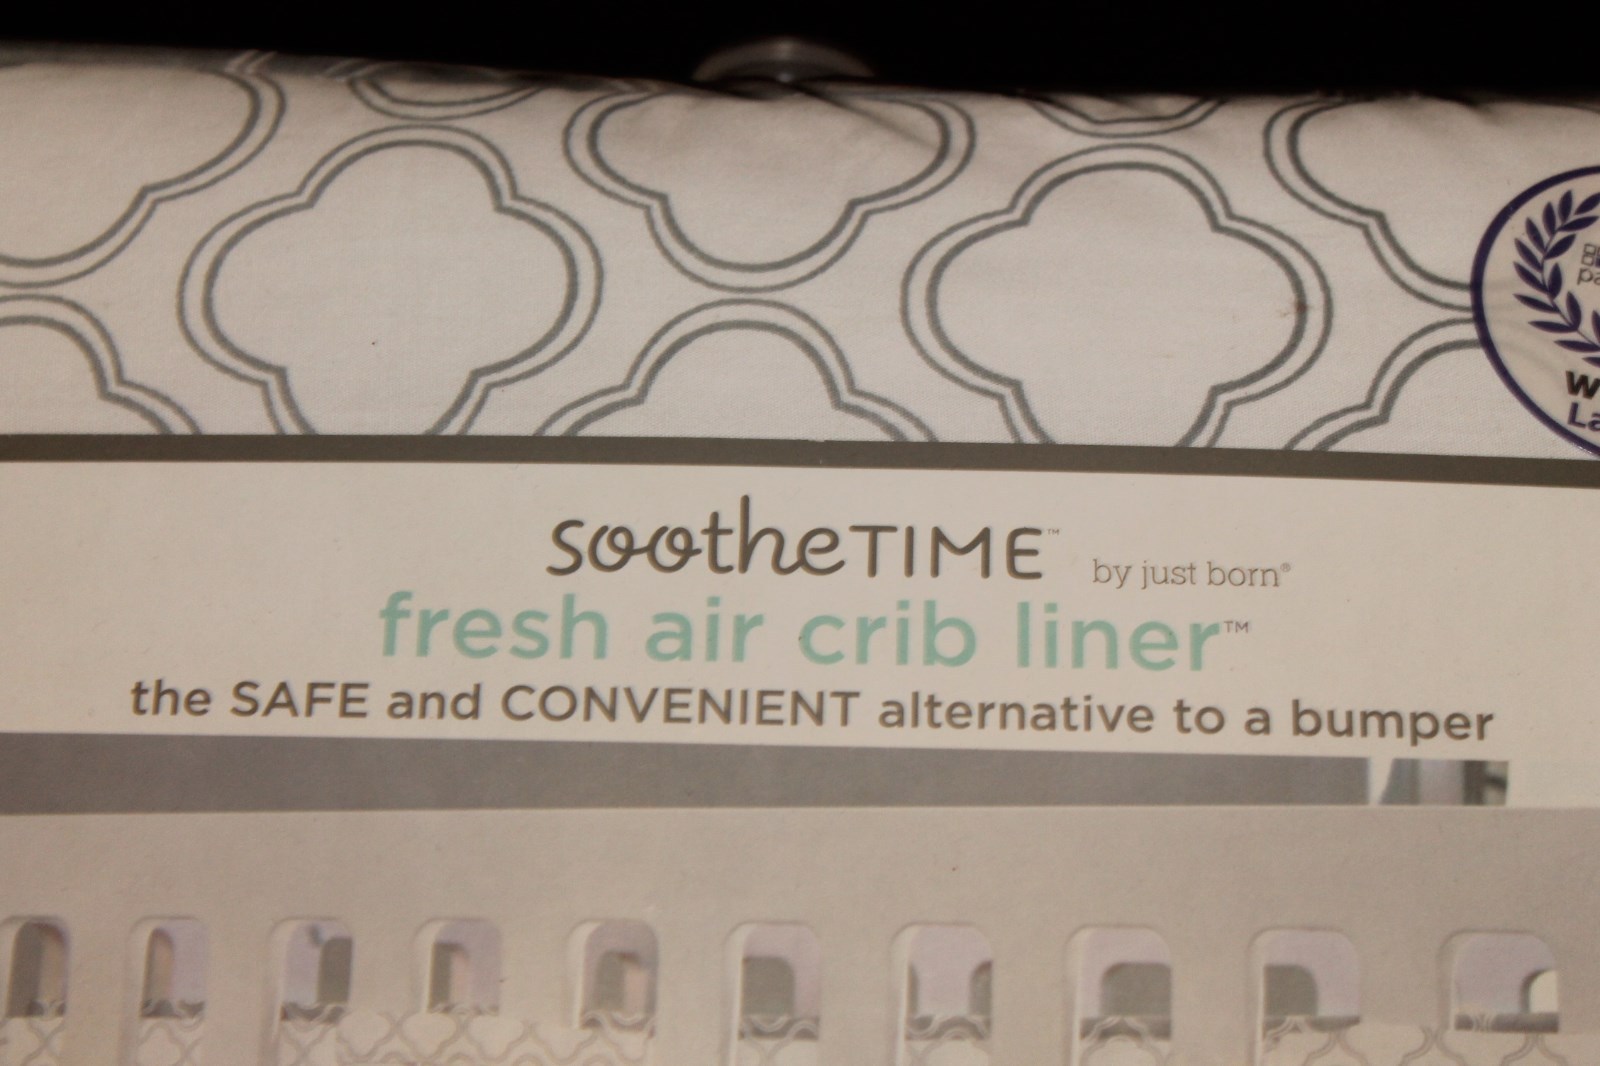 sootheTIME™ by just born®
fresh air crib liner™
the SAFE and CONVENIENT alternative to a bumper